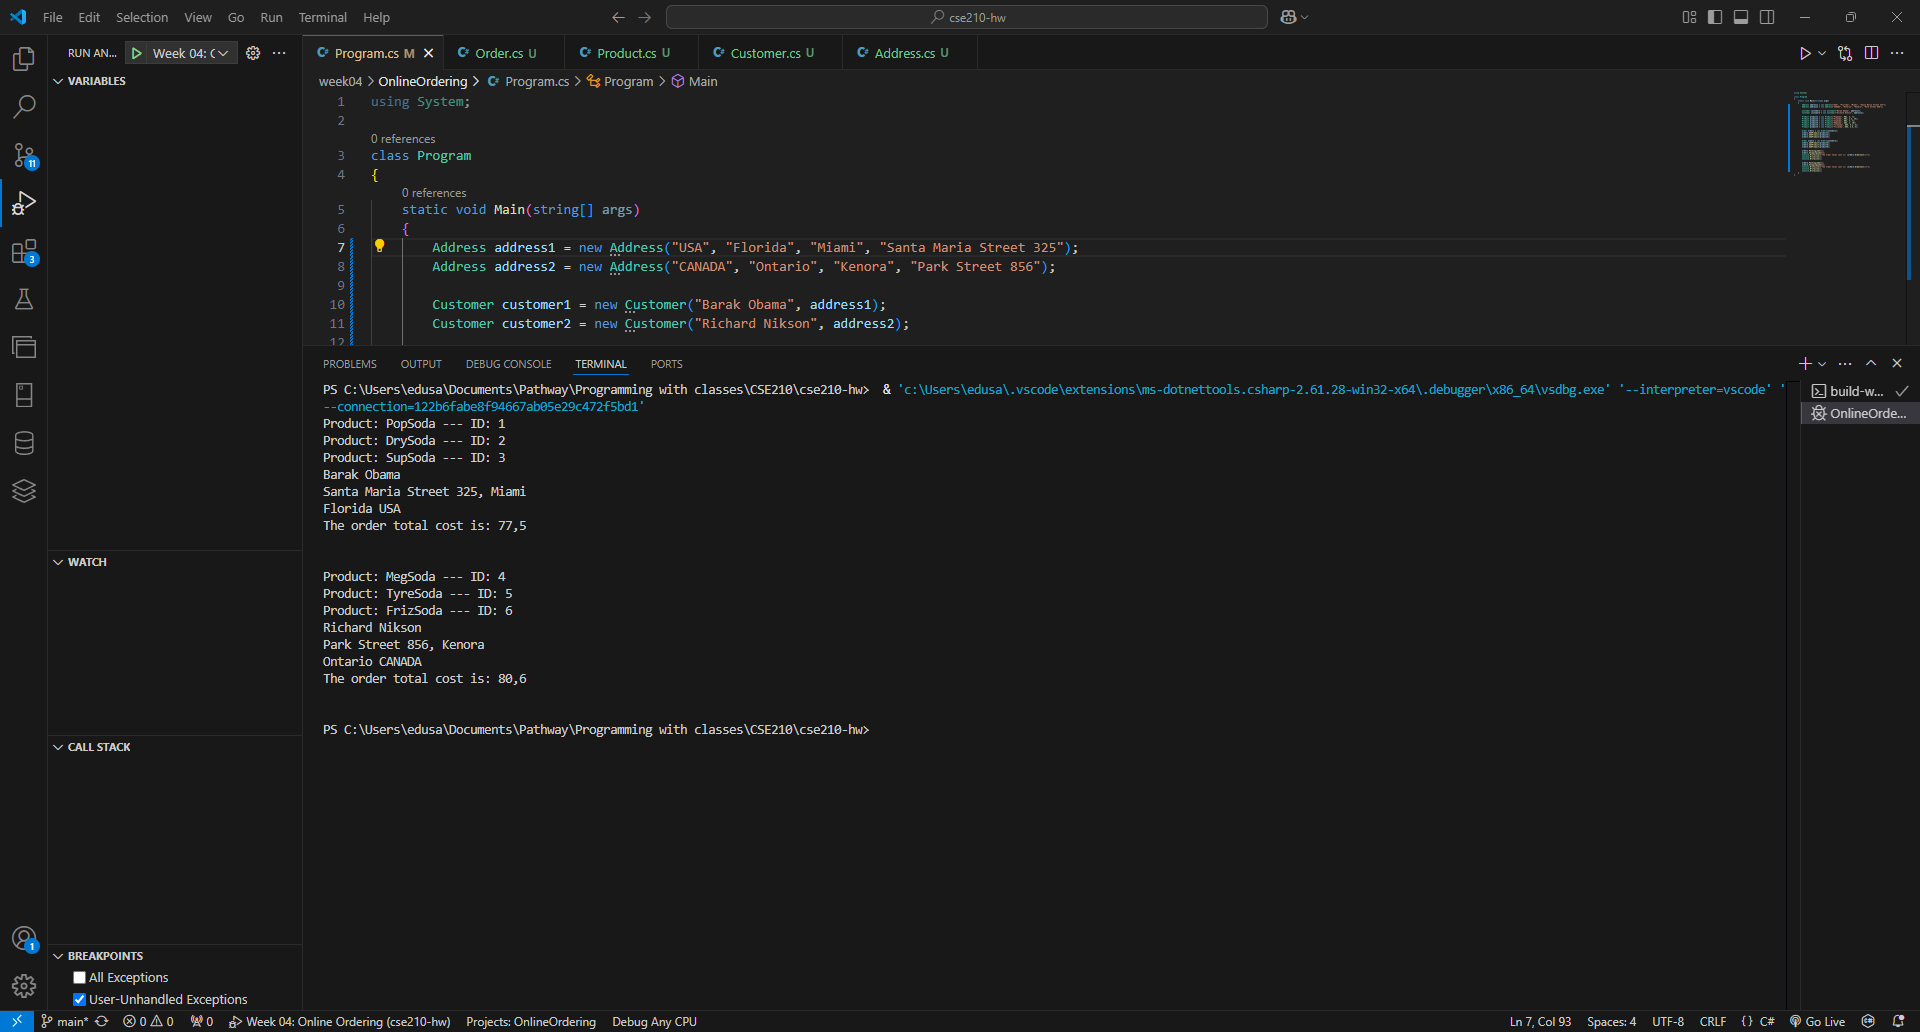 File Edit Selection View Go Run Terminal Help
cse210-hw
RUN AN... Week 04: C
Program.cs M Order.cs U Product.cs U Customer.cs U Address.cs U
week04 > OnlineOrdering > Program.cs > Program > Main
VARIABLES
1 using System;
2
0 references
3 class Program
4 {
0 references
5 static void Main(string[] args)
6 {
7 Address address1 = new Address("USA", "Florida", "Miami", "Santa Maria Street 325");
8 Address address2 = new Address("CANADA", "Ontario", "Kenora", "Park Street 856");
9
10 Customer customer1 = new Customer("Barak Obama", address1);
11 Customer customer2 = new Customer("Richard Nikson", address2);
12
PROBLEMS OUTPUT DEBUG CONSOLE TERMINAL PORTS
PS C:\Users\edusa\Documents\Pathway\Programming with classes\CSE210\cse210-hw> & 'c:\Users\edusa\.vscode\extensions\ms-dotnettools.csharp-2.61.28-win32-x64\.debugger\x86_64\vsdbg.exe' '--interpreter=vscode' '
--connection=122b6fabe8f94667ab05e29c472f5bd1'
Product: PopSoda --- ID: 1
Product: DrySoda --- ID: 2
Product: SupSoda --- ID: 3
Barak Obama
Santa Maria Street 325, Miami
Florida USA
The order total cost is: 77,5
Product: MegSoda --- ID: 4
Product: TyreSoda --- ID: 5
Product: FrizSoda --- ID: 6
Richard Nikson
Park Street 856, Kenora
Ontario CANADA
The order total cost is: 80,6
PS C:\Users\edusa\Documents\Pathway\Programming with classes\CSE210\cse210-hw>
build-w...
OnlineOrde...
11
3
1
WATCH
CALL STACK
BREAKPOINTS
All Exceptions
User-Unhandled Exceptions
main* 0 0 0 Week 04: Online Ordering (cse210-hw) Projects: OnlineOrdering Debug Any CPU
Ln 7, Col 93 Spaces: 4 UTF-8 CRLF {} C# Go Live